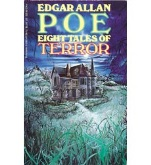 EDGAR ALLAN
POE
EIGHT TALES OF
TERROR